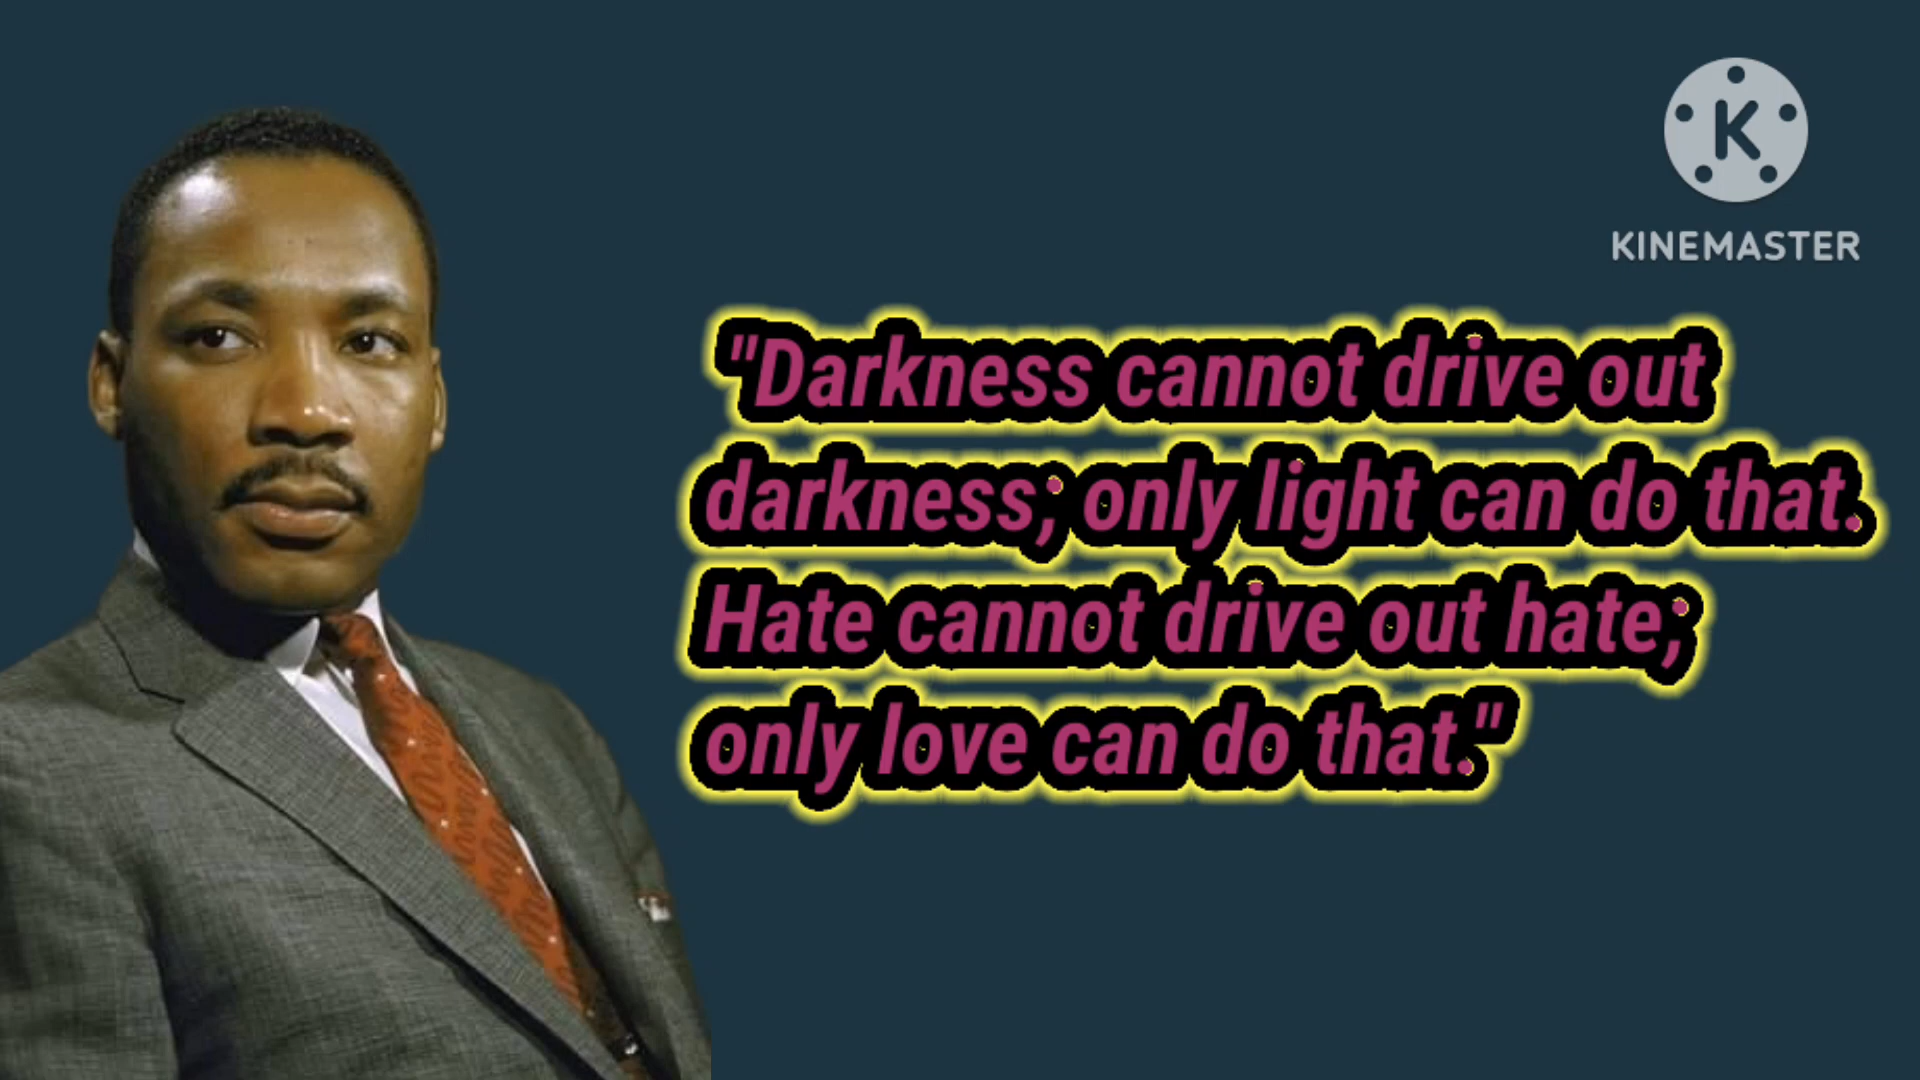 K
KINEMASTER
"Darkness cannot drive out
darkness; only light can do that.
Hate cannot drive out hate;
only love can do that."